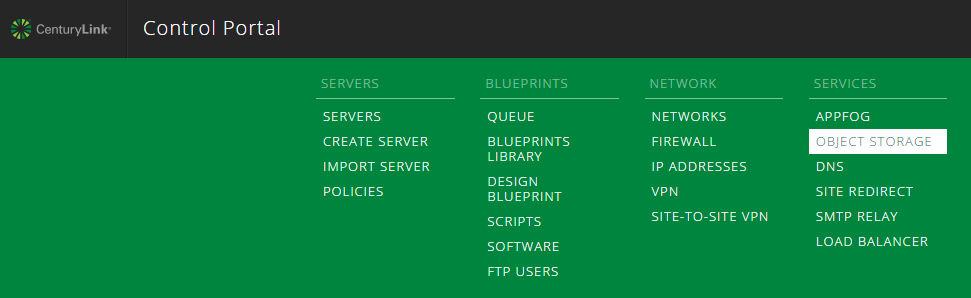 CenturyLink®
Control Portal
SERVERS
SERVERS
CREATE SERVER
IMPORT SERVER
POLICIES
BLUEPRINTS
QUEUE
BLUEPRINTS
LIBRARY
DESIGN
BLUEPRINT
SCRIPTS
SOFTWARE
FTP USERS
NETWORK
NETWORKS
FIREWALL
IP ADDRESSES
VPN
SITE-TO-SITE VPN
SERVICES
APPFOG
OBJECT STORAGE
DNS
SITE REDIRECT
SMTP RELAY
LOAD BALANCER